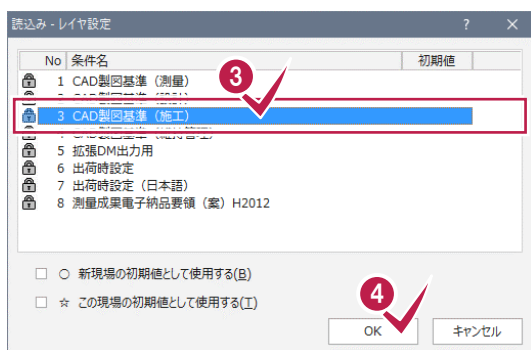 読込み - レイヤ設定 ? ×
No 条件名 初期値
3
1 CAD製図基準（測量）
3 CAD製図基準（施工）
5 拡張DM出力用
6 出荷時設定
7 出荷時設定（日本語）
8 測量成果電子納品要領（案）H2012
○ 新現場の初期値として使用する(B)
☆ この現場の初期値として使用する(T)
4
OK キャンセル